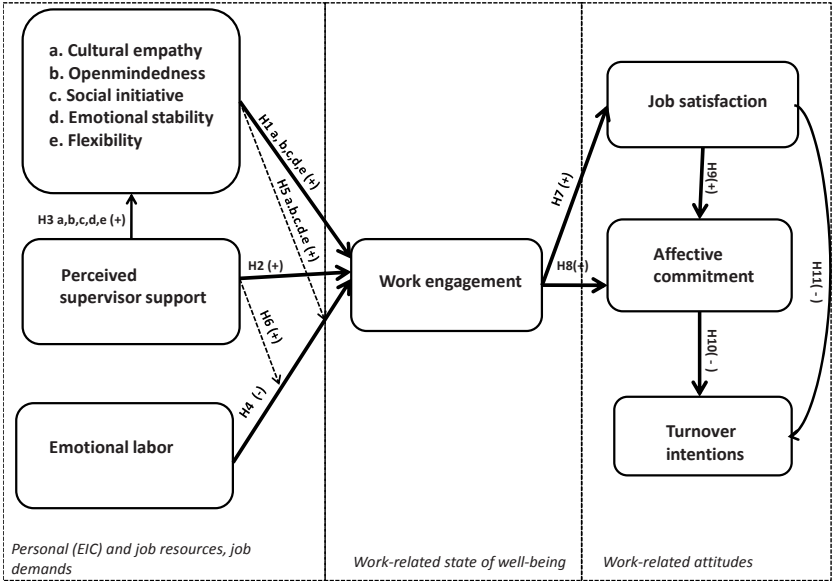 a. Cultural empathy
b. Openmindedness
c. Social initiative
d. Emotional stability
e. Flexibility
H1 a, b,c,d,e (+)
H5 a.b.c.d.e (+)
H3 a,b,c,d,e (+)
Perceived
supervisor support
H2 (+)
H6 (+)
H4 (-)
Emotional labor
Personal (EIC) and job resources, job
demands
Work engagement
Work-related state of well-being
H7 (+)
H8(+)
Job satisfaction
H9(+)
Affective
commitment
H10( - )
H11( - )
Turnover
intentions
Work-related attitudes